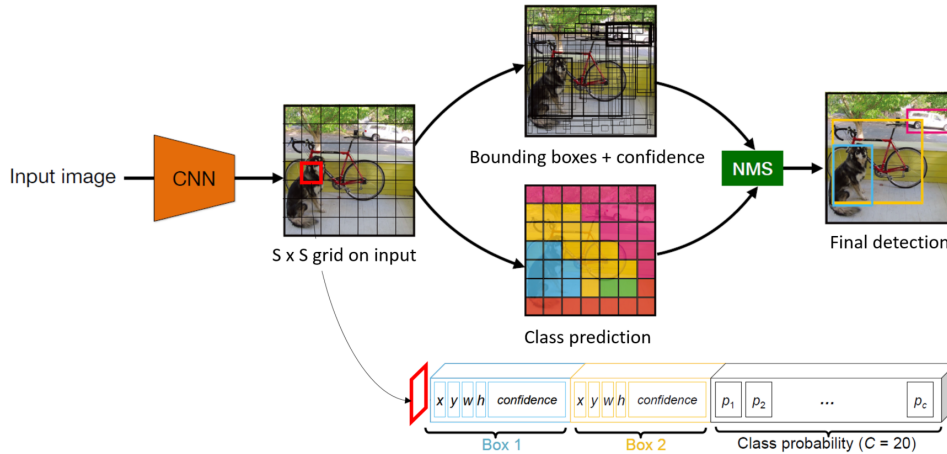 Input image
CNN
S x S grid on input
Bounding boxes + confidence
Class prediction
NMS
Final detection
x y w h confidence x y w h confidence p1 p2 ... pc
Box 1 Box 2 Class probability (C = 20)